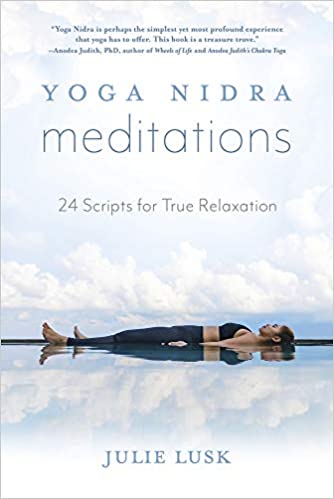 "Yoga Nidra is perhaps the simplest yet most profound experience
that yoga has to offer. This book is a treasure trove."
—Anodea Judith, PhD, author of Wheels of Life and Anodea Judith's Chakra Yoga
YOGA NIDRA
meditations
24 Scripts for True Relaxation
JULIE LUSK